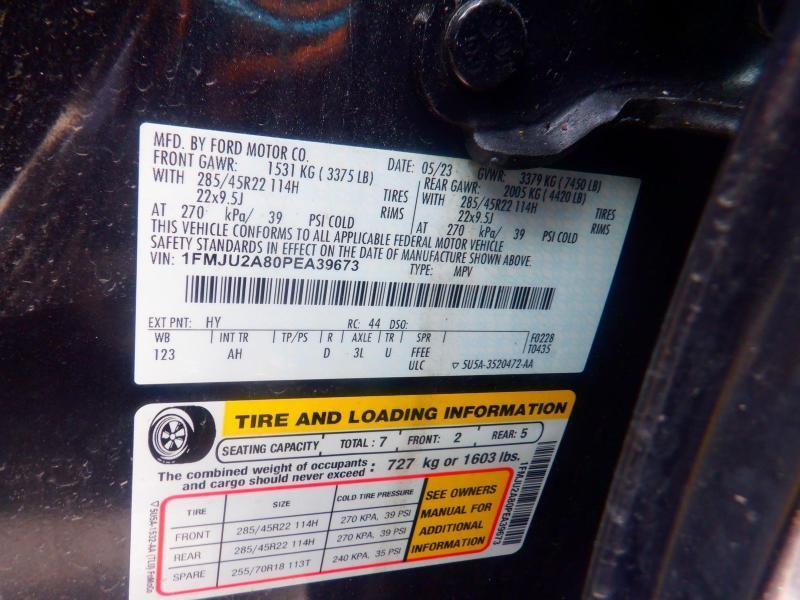 MFD. BY FORD MOTOR CO.
DATE: 05/23 GVWR: 3379 KG ( 7450 LB)
FRONT GAWR: 1531 KG ( 3375 LB) REAR GAWR: 2005 KG ( 4420 LB)
WITH 285/45R22 114H TIRES WITH 285/45R22 114H TIRES
22x9.5J RIMS 22x9.5J RIMS
AT 270 kPa/ 39 PSI COLD AT 270 kPa/ 39 PSI COLD
THIS VEHICLE CONFORMS TO ALL APPLICABLE FEDERAL MOTOR VEHICLE
SAFETY STANDARDS IN EFFECT ON THE DATE OF MANUFACTURE SHOWN ABOVE.
VIN: 1FMJU2A80PEA39673 TYPE: MPV
EXT PNT: HY RC: 44 DSO: F0228
WB INT TR TP/PS R AXLE TR SPR T0435
123 AH D 3L U FFEE
ULC ▽ 5U5A-3520472-AA
TIRE AND LOADING INFORMATION
SEATING CAPACITY TOTAL : 7 FRONT: 2 REAR: 5
The combined weight of occupants and cargo should never exceed : 727 kg or 1603 lbs.
TIRE SIZE COLD TIRE PRESSURE
FRONT 285/45R22 114H 270 KPA, 39 PSI
REAR 285/45R22 114H 270 KPA, 39 PSI
SPARE 255/70R18 113T 240 KPA, 35 PSI
SEE OWNERS
MANUAL FOR
ADDITIONAL
INFORMATION
1FMJU2A80PEA39673